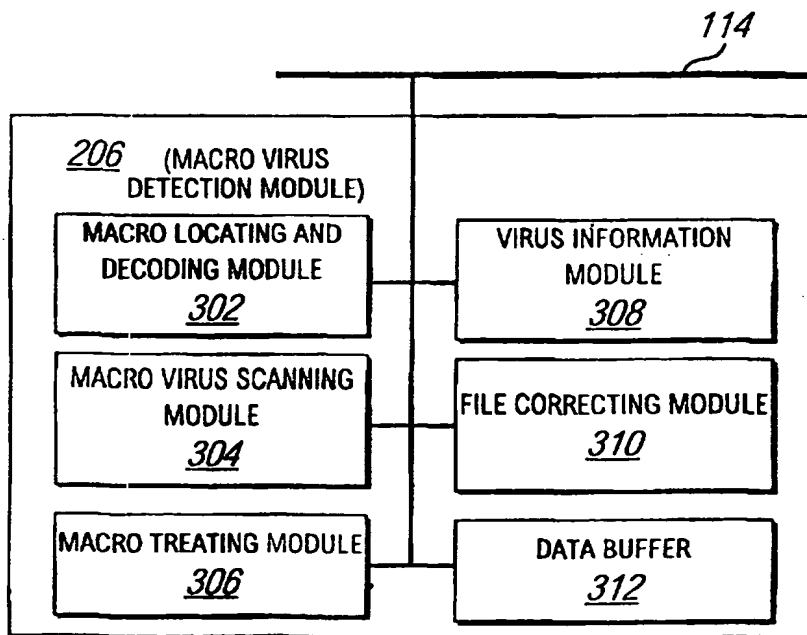 114
206 (MACRO VIRUS
DETECTION MODULE)
MACRO LOCATING AND
DECODING MODULE
302
VIRUS INFORMATION
MODULE
308
MACRO VIRUS SCANNING
MODULE
304
FILE CORRECTING MODULE
310
MACRO TREATING MODULE
306
DATA BUFFER
312